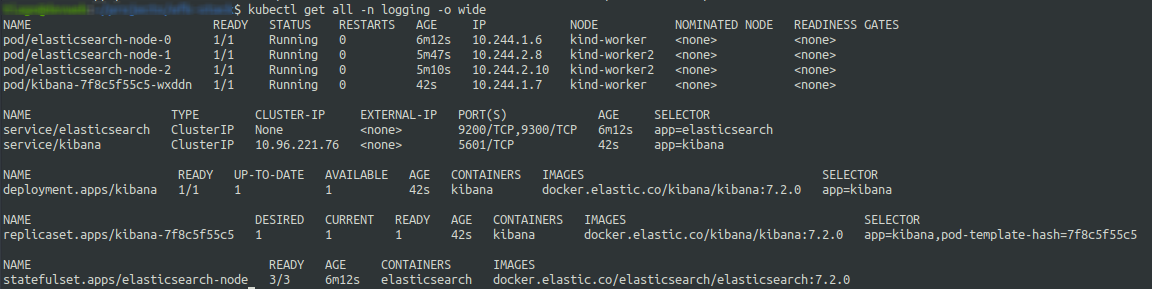 $ kubectl get all -n logging -o wide
NAME READY STATUS RESTARTS AGE IP NODE NOMINATED NODE READINESS GATES
pod/elasticsearch-node-0 1/1 Running 0 6m12s 10.244.1.6 kind-worker <none> <none>
pod/elasticsearch-node-1 1/1 Running 0 5m47s 10.244.2.8 kind-worker2 <none> <none>
pod/elasticsearch-node-2 1/1 Running 0 5m10s 10.244.2.10 kind-worker2 <none> <none>
pod/kibana-7f8c5f55c5-wxddn 1/1 Running 0 42s 10.244.1.7 kind-worker <none> <none>
NAME TYPE CLUSTER-IP EXTERNAL-IP PORT(S) AGE SELECTOR
service/elasticsearch ClusterIP None <none> 9200/TCP,9300/TCP 6m12s app=elasticsearch
service/kibana ClusterIP 10.96.221.76 <none> 5601/TCP 42s app=kibana
NAME READY UP-TO-DATE AVAILABLE AGE CONTAINERS IMAGES SELECTOR
deployment.apps/kibana 1/1 1 1 42s kibana docker.elastic.co/kibana/kibana:7.2.0 app=kibana
NAME DESIRED CURRENT READY AGE CONTAINERS IMAGES SELECTOR
replicaset.apps/kibana-7f8c5f55c5 1 1 1 42s kibana docker.elastic.co/kibana/kibana:7.2.0 app=kibana,pod-template-hash=7f8c5f55c5
NAME READY AGE CONTAINERS IMAGES
statefulset.apps/elasticsearch-node 3/3 6m12s elasticsearch docker.elastic.co/elasticsearch/elasticsearch:7.2.0